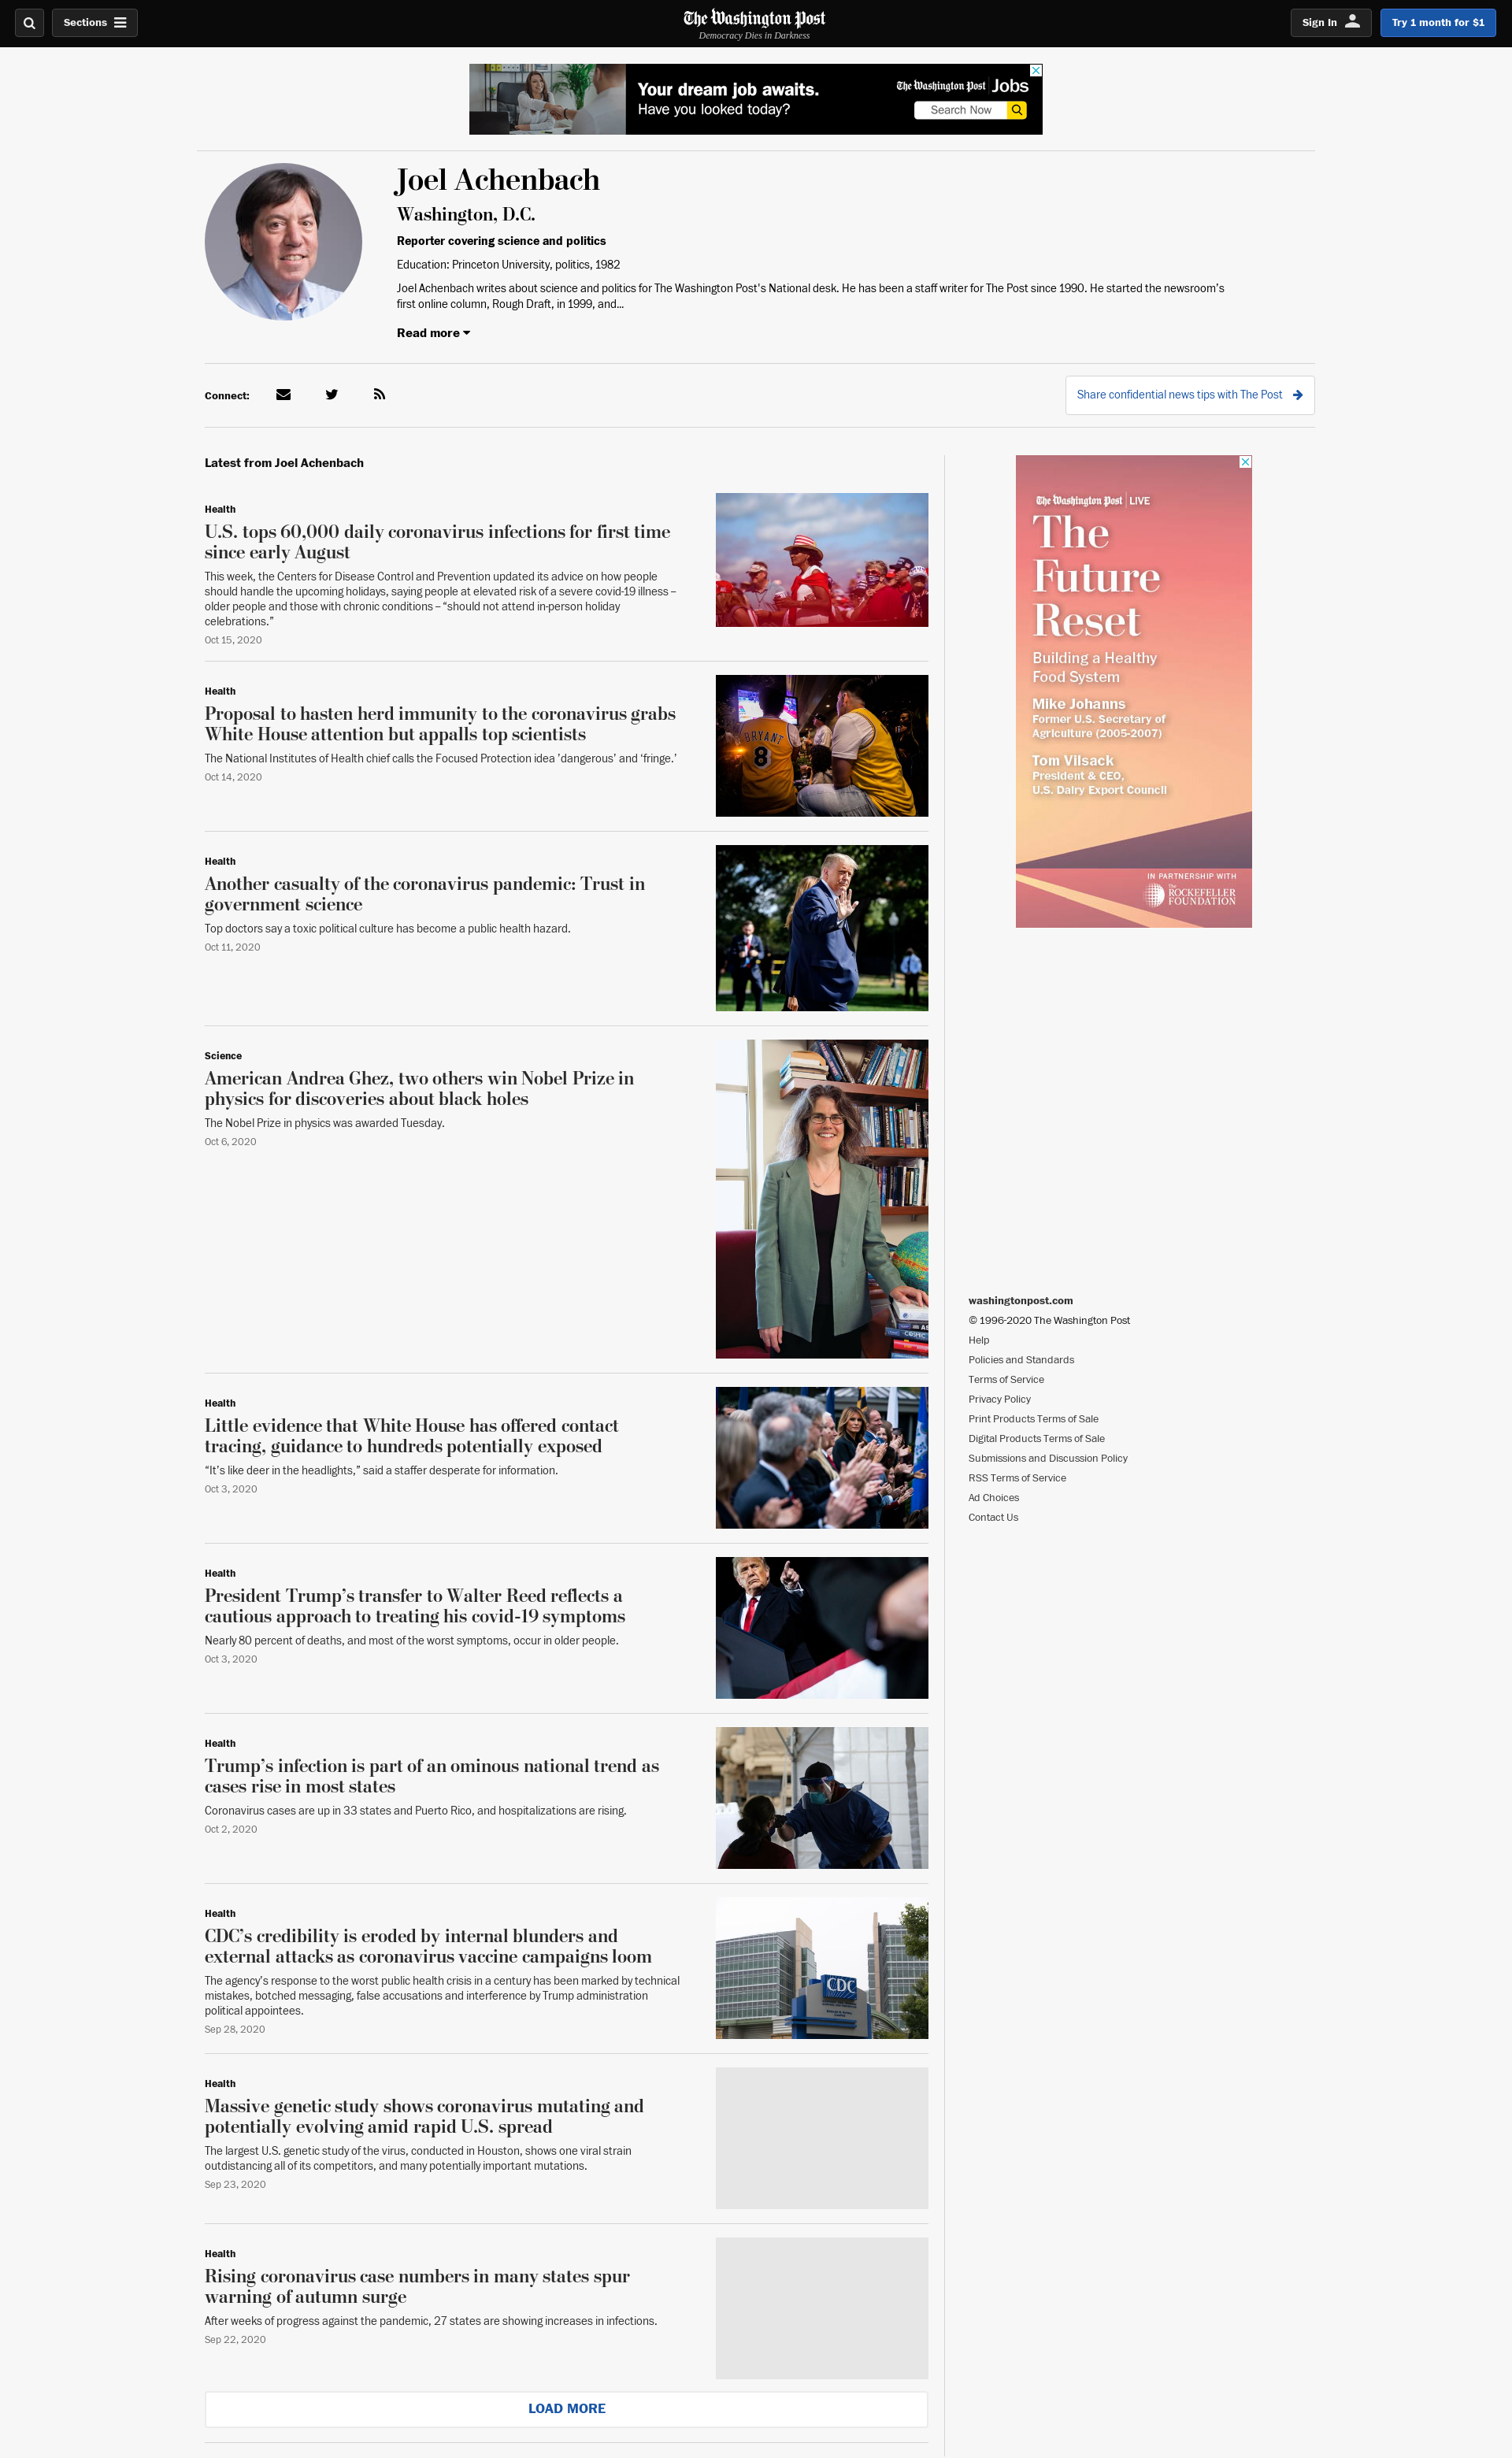 Sections
The Washington Post
Democracy Dies in Darkness
Sign In
Try 1 month for $1
Your dream job awaits.
Have you looked today?
The Washington Post Jobs
Search Now
Joel Achenbach
Washington, D.C.
Reporter covering science and politics
Education: Princeton University, politics, 1982
Joel Achenbach writes about science and politics for The Washington Post's National desk. He has been a staff writer for The Post since 1990. He started the newsroom's
first online column, Rough Draft, in 1999, and...
Read more
Connect:
Share confidential news tips with The Post
Latest from Joel Achenbach
Health
U.S. tops 60,000 daily coronavirus infections for first time
since early August
This week, the Centers for Disease Control and Prevention updated its advice on how people
should handle the upcoming holidays, saying people at elevated risk of a severe covid-19 illness –
older people and those with chronic conditions – “should not attend in-person holiday
celebrations.”
Oct 15, 2020
Health
Proposal to hasten herd immunity to the coronavirus grabs
White House attention but appalls top scientists
The National Institutes of Health chief calls the Focused Protection idea 'dangerous' and ‘fringe.’
Oct 14, 2020
BRYANT
8
Health
Another casualty of the coronavirus pandemic: Trust in
government science
Top doctors say a toxic political culture has become a public health hazard.
Oct 11, 2020
Science
American Andrea Ghez, two others win Nobel Prize in
physics for discoveries about black holes
The Nobel Prize in physics was awarded Tuesday.
Oct 6, 2020
COSMIC
Health
Little evidence that White House has offered contact
tracing, guidance to hundreds potentially exposed
“It’s like deer in the headlights,” said a staffer desperate for information.
Oct 3, 2020
Health
President Trump’s transfer to Walter Reed reflects a
cautious approach to treating his covid-19 symptoms
Nearly 80 percent of deaths, and most of the worst symptoms, occur in older people.
Oct 3, 2020
Health
Trump’s infection is part of an ominous national trend as
cases rise in most states
Coronavirus cases are up in 33 states and Puerto Rico, and hospitalizations are rising.
Oct 2, 2020
Health
CDC’s credibility is eroded by internal blunders and
external attacks as coronavirus vaccine campaigns loom
The agency’s response to the worst public health crisis in a century has been marked by technical
mistakes, botched messaging, false accusations and interference by Trump administration
political appointees.
Sep 28, 2020
CDC
Health
Massive genetic study shows coronavirus mutating and
potentially evolving amid rapid U.S. spread
The largest U.S. genetic study of the virus, conducted in Houston, shows one viral strain
outdistancing all of its competitors, and many potentially important mutations.
Sep 23, 2020
Health
Rising coronavirus case numbers in many states spur
warning of autumn surge
After weeks of progress against the pandemic, 27 states are showing increases in infections.
Sep 22, 2020
LOAD MORE
The Washington Post LIVE
The
Future
Reset
Building a Healthy
Food System
Mike Johanns
Former U.S. Secretary of
Agriculture (2005-2007)
Tom Vilsack
President & CEO,
U.S. Dairy Export Council
IN PARTNERSHIP WITH
The
ROCKEFELLER
FOUNDATION
washingtonpost.com
© 1996-2020 The Washington Post
Help
Policies and Standards
Terms of Service
Privacy Policy
Print Products Terms of Sale
Digital Products Terms of Sale
Submissions and Discussion Policy
RSS Terms of Service
Ad Choices
Contact Us